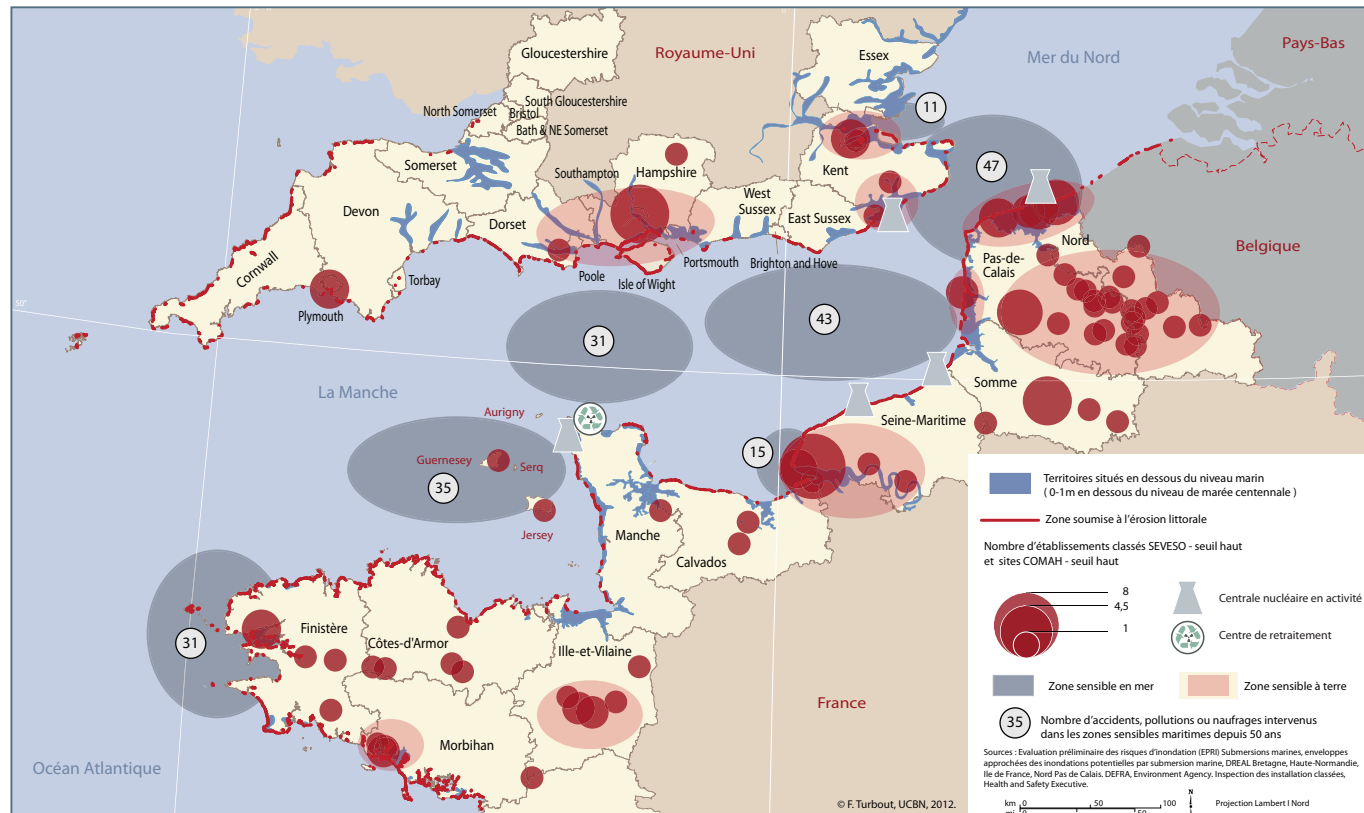 Gloucestershire
Royaume-Uni
Essex
Mer du Nord
Pays-Bas
South Gloucestershire
North Somerset
Bristol
Bath & NE Somerset
11
Somerset
Southampton
Hampshire
Kent
47
Devon
Dorset
West
Sussex
East Sussex
Nord
Belgique
Pas-de-
Calais
Cornwall
Torbay
Poole
Portsmouth
Brighton and Hove
Isle of Wight
50°
Plymouth
31
43
La Manche
Somme
Aurigny
Seine-Maritime
Guernesey
Serq
15
35
Jersey
Manche
Calvados
31
Finistère
Côtes-d'Armor
Ille-et-Vilaine
France
Morbihan
Océan Atlantique
© F. Turbout, UCBN, 2012.
Territoires situés en dessous du niveau marin
( 0-1m en dessous du niveau de marée centennale )
Zone soumise à l'érosion littorale
Nombre d'établissements classés SEVESO - seuil haut
et sites COMAH - seuil haut
8
4,5
1
Centrale nucléaire en activité
Centre de retraitement
Zone sensible en mer
Zone sensible à terre
35
Nombre d'accidents, pollutions ou naufrages intervenus
dans les zones sensibles maritimes depuis 50 ans
Sources : Evaluation préliminaire des risques d'inondation (EPRI) Submersions marines, enveloppes
approchées des inondations potentielles par submersion marine, DREAL Bretagne, Haute-Normandie,
Ile de France, Nord Pas de Calais. DEFRA, Environment Agency. Inspection des installation classées,
Health and Safety Executive.
km 0 50 100
N
Projection Lambert I Nord
mi 0 50